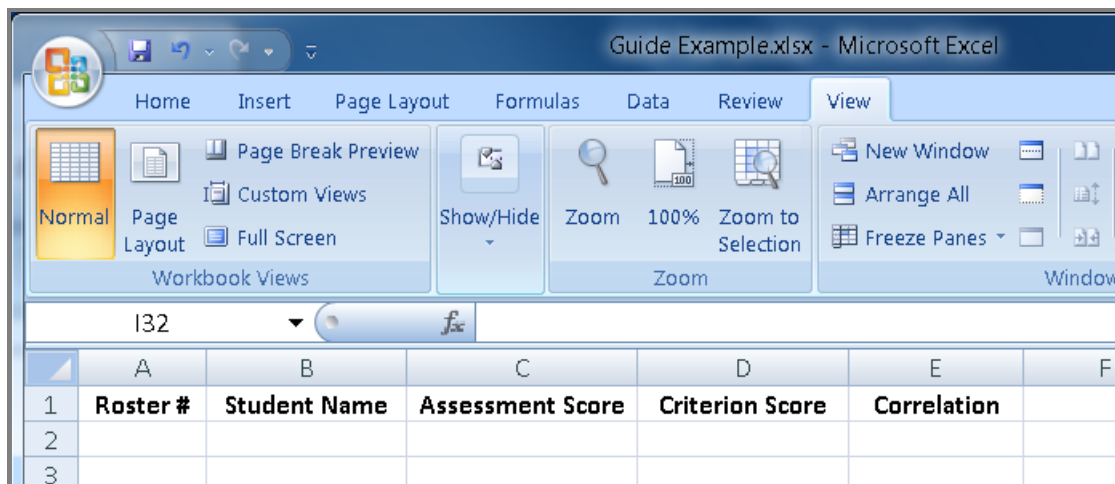 Guide Example.xlsx - Microsoft Excel
Home Insert Page Layout Formulas Data Review View
Normal
Page Layout
Page Break Preview
Custom Views
Full Screen
Workbook Views
Show/Hide
Zoom
100
100%
Zoom to Selection
Zoom
New Window
Arrange All
Freeze Panes
Window
I32 fx
A B C D E F
1 Roster # Student Name Assessment Score Criterion Score Correlation
2
3